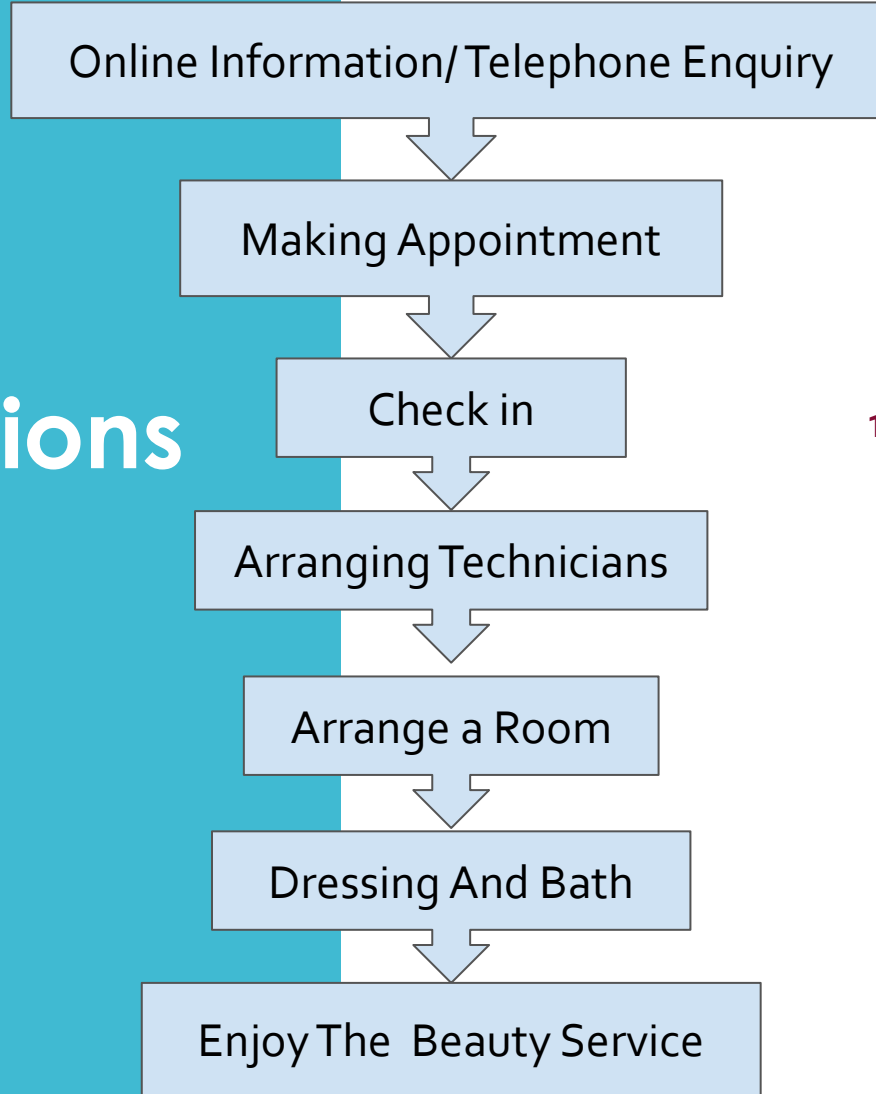 Online Information/ Telephone Enquiry
Making Appointment
Check in
ions
Arranging Technicians
Arrange a Room
Dressing And Bath
Enjoy The Beauty Service